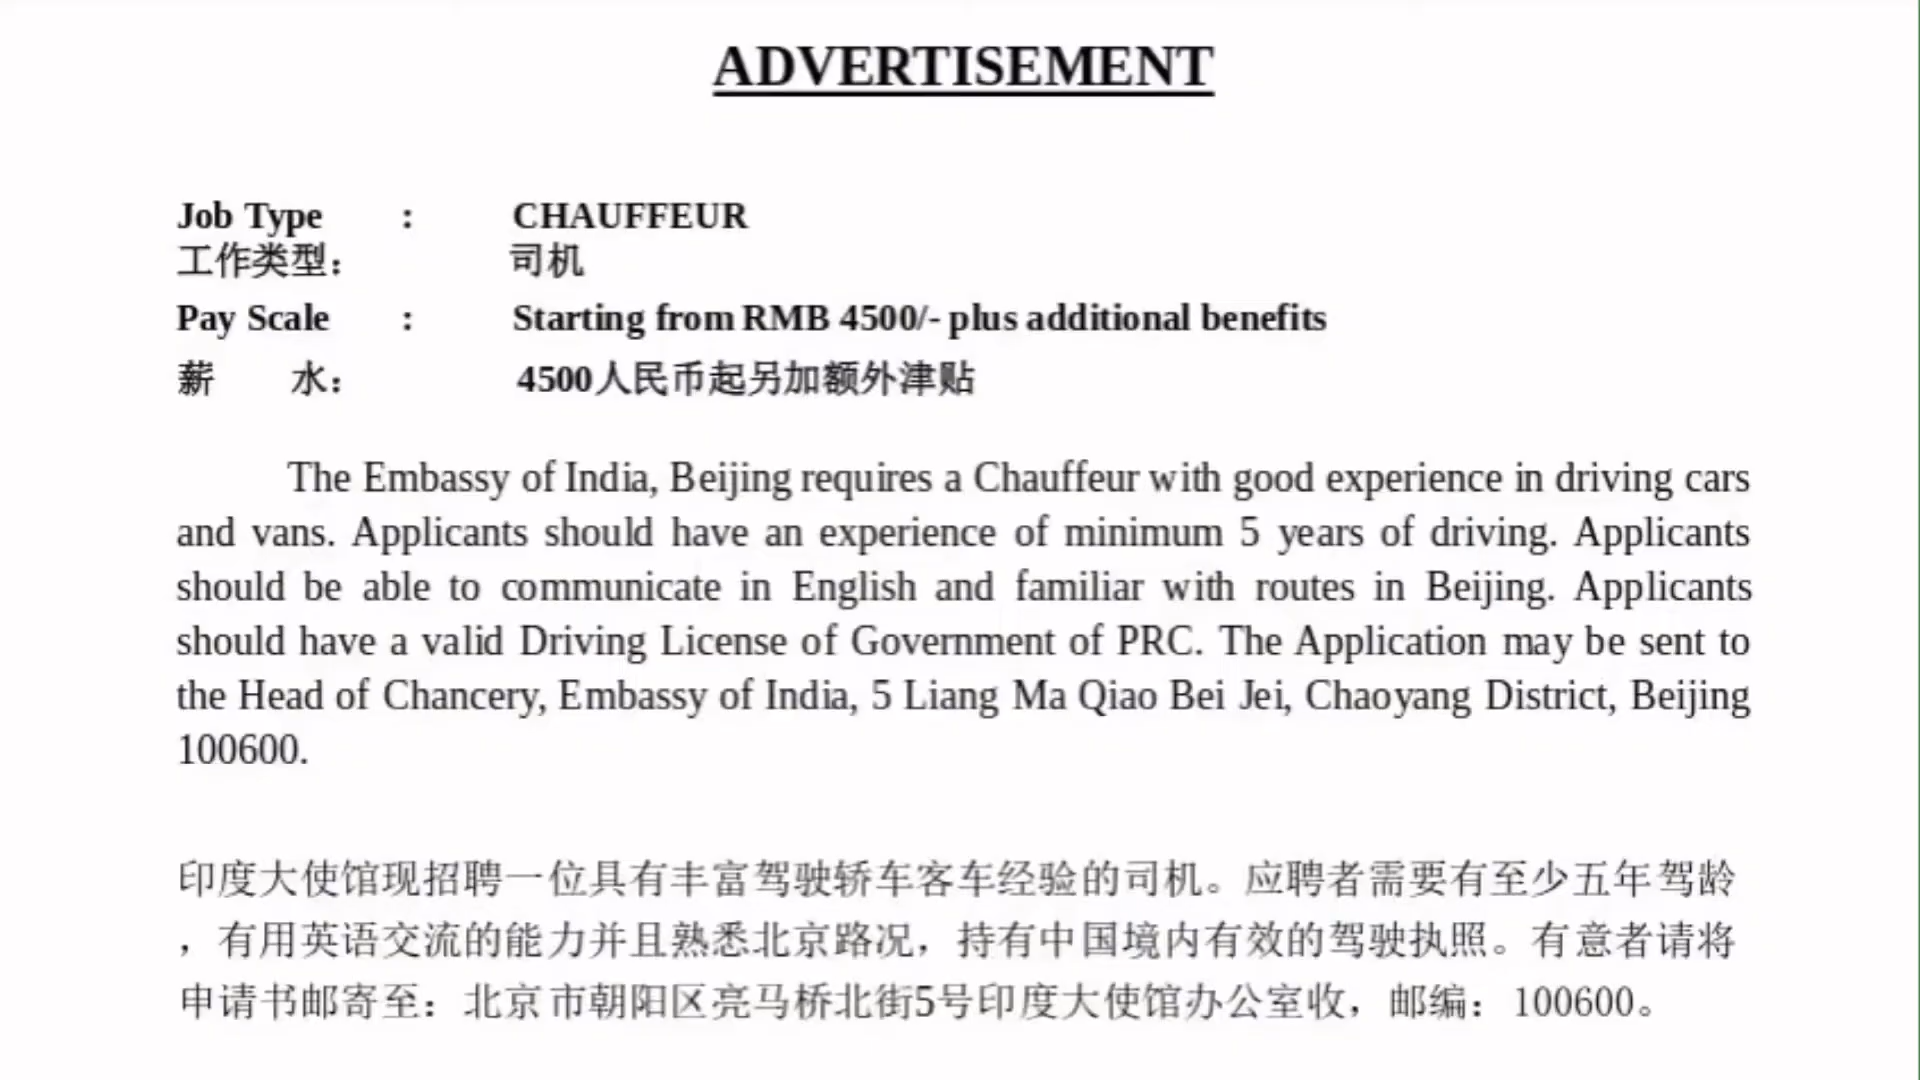 ADVERTISEMENT
Job Type : CHAUFFEUR
工作类型： 司机
Pay Scale : Starting from RMB 4500/- plus additional benefits
薪 水： 4500人民币起另加额外津贴
The Embassy of India, Beijing requires a Chauffeur with good experience in driving cars
and vans. Applicants should have an experience of minimum 5 years of driving. Applicants
should be able to communicate in English and familiar with routes in Beijing. Applicants
should have a valid Driving License of Government of PRC. The Application may be sent to
the Head of Chancery, Embassy of India, 5 Liang Ma Qiao Bei Jei, Chaoyang District, Beijing
100600.
印度大使馆现招聘一位具有丰富驾驶轿车客车经验的司机。应聘者需要有至少五年驾龄
，有用英语交流的能力并且熟悉北京路况，持有中国境内有效的驾驶执照。有意者请将
申请书邮寄至：北京市朝阳区亮马桥北街5号印度大使馆办公室收，邮编：100600。